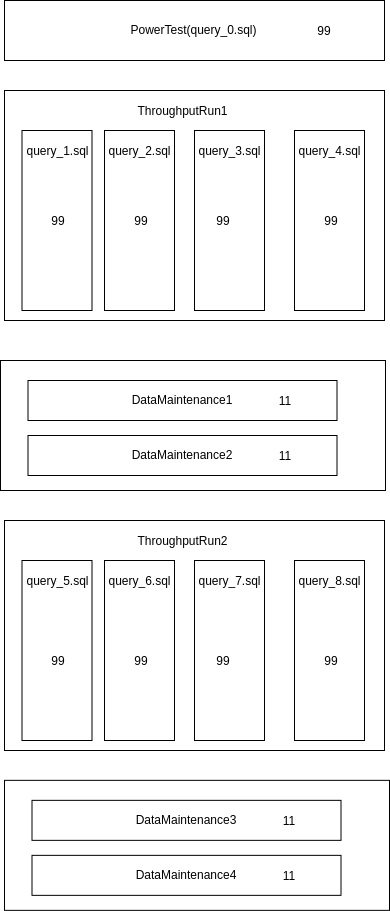 PowerTest(query_0.sql) 99
ThroughputRun1
query_1.sql query_2.sql query_3.sql query_4.sql
99 99 99 99
DataMaintenance1 11
DataMaintenance2 11
ThroughputRun2
query_5.sql query_6.sql query_7.sql query_8.sql
99 99 99 99
DataMaintenance3 11
DataMaintenance4 11